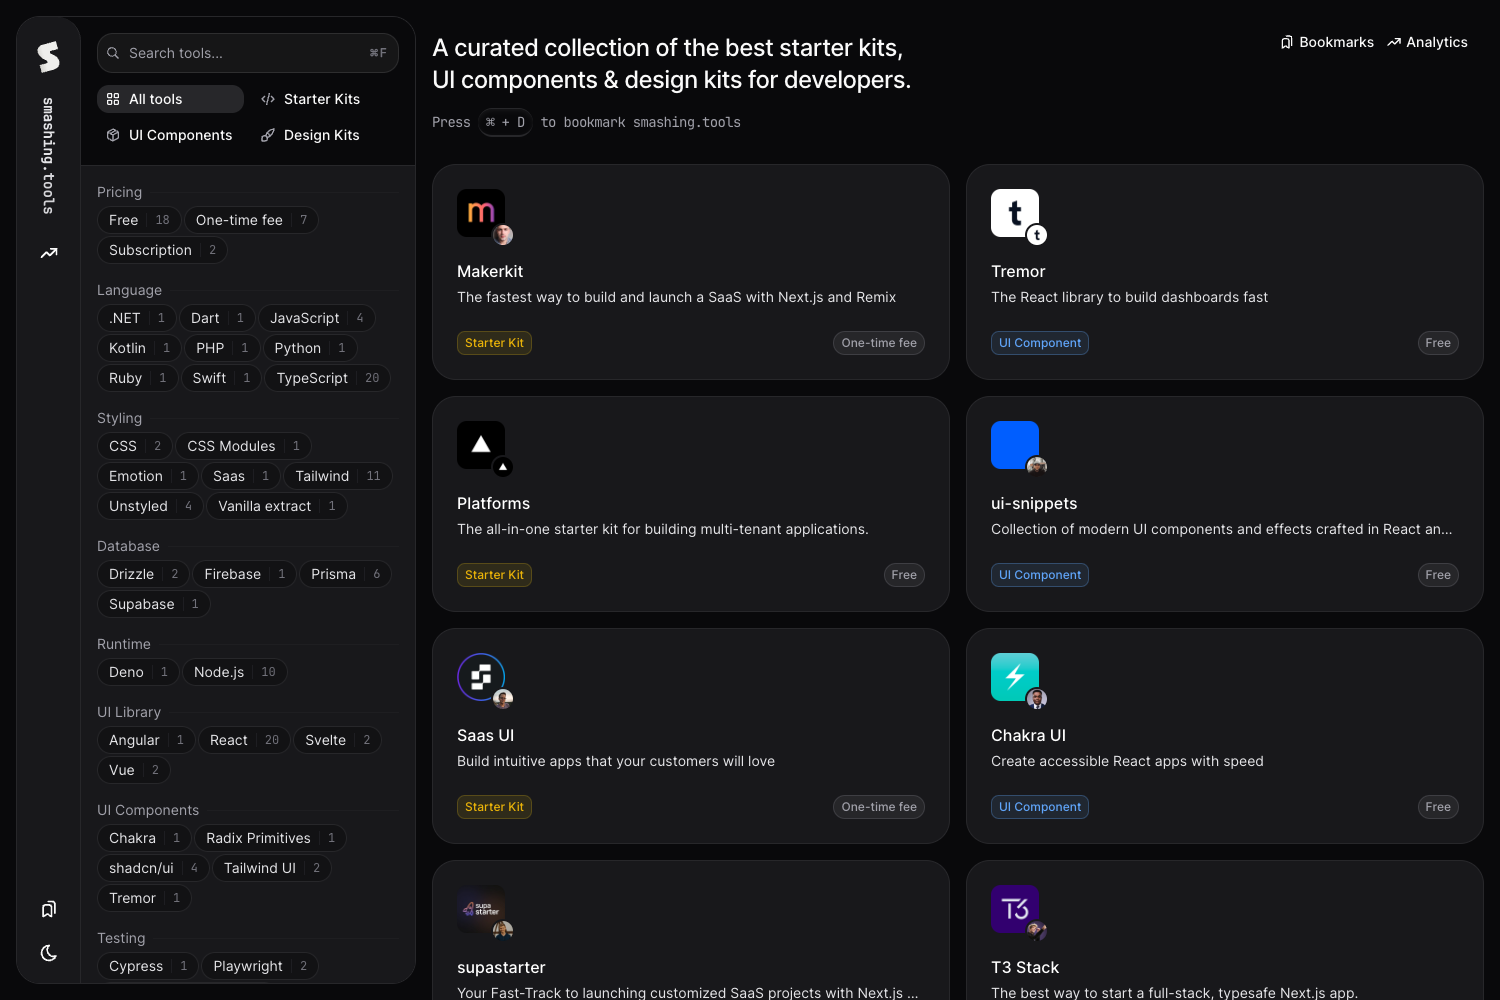 smashing.tools
Search tools...
⌘F
All tools
Starter Kits
UI Components
Design Kits
Pricing
Free 18
One-time fee 7
Subscription 2
Language
.NET 1
Dart 1
JavaScript 4
Kotlin 1
PHP 1
Python 1
Ruby 1
Swift 1
TypeScript 20
Styling
CSS 2
CSS Modules 1
Emotion 1
Saas 1
Tailwind 11
Unstyled 4
Vanilla extract 1
Database
Drizzle 2
Firebase 1
Prisma 6
Supabase 1
Runtime
Deno 1
Node.js 10
UI Library
Angular 1
React 20
Svelte 2
Vue 2
UI Components
Chakra 1
Radix Primitives 1
shadcn/ui 4
Tailwind UI 2
Tremor 1
Testing
Cypress 1
Playwright 2
A curated collection of the best starter kits,
UI components & design kits for developers.
Press ⌘ + D to bookmark smashing.tools
Bookmarks
Analytics
m
Makerkit
The fastest way to build and launch a SaaS with Next.js and Remix
Starter Kit
One-time fee
t
t
Tremor
The React library to build dashboards fast
UI Component
Free
Platforms
The all-in-one starter kit for building multi-tenant applications.
Starter Kit
Free
ui-snippets
Collection of modern UI components and effects crafted in React an...
UI Component
Free
Saas UI
Build intuitive apps that your customers will love
Starter Kit
One-time fee
Chakra UI
Create accessible React apps with speed
UI Component
Free
supa
starter
supastarter
Your Fast-Track to launching customized SaaS projects with Next.js ...
T3
T3 Stack
The best way to start a full-stack, typesafe Next.js app.